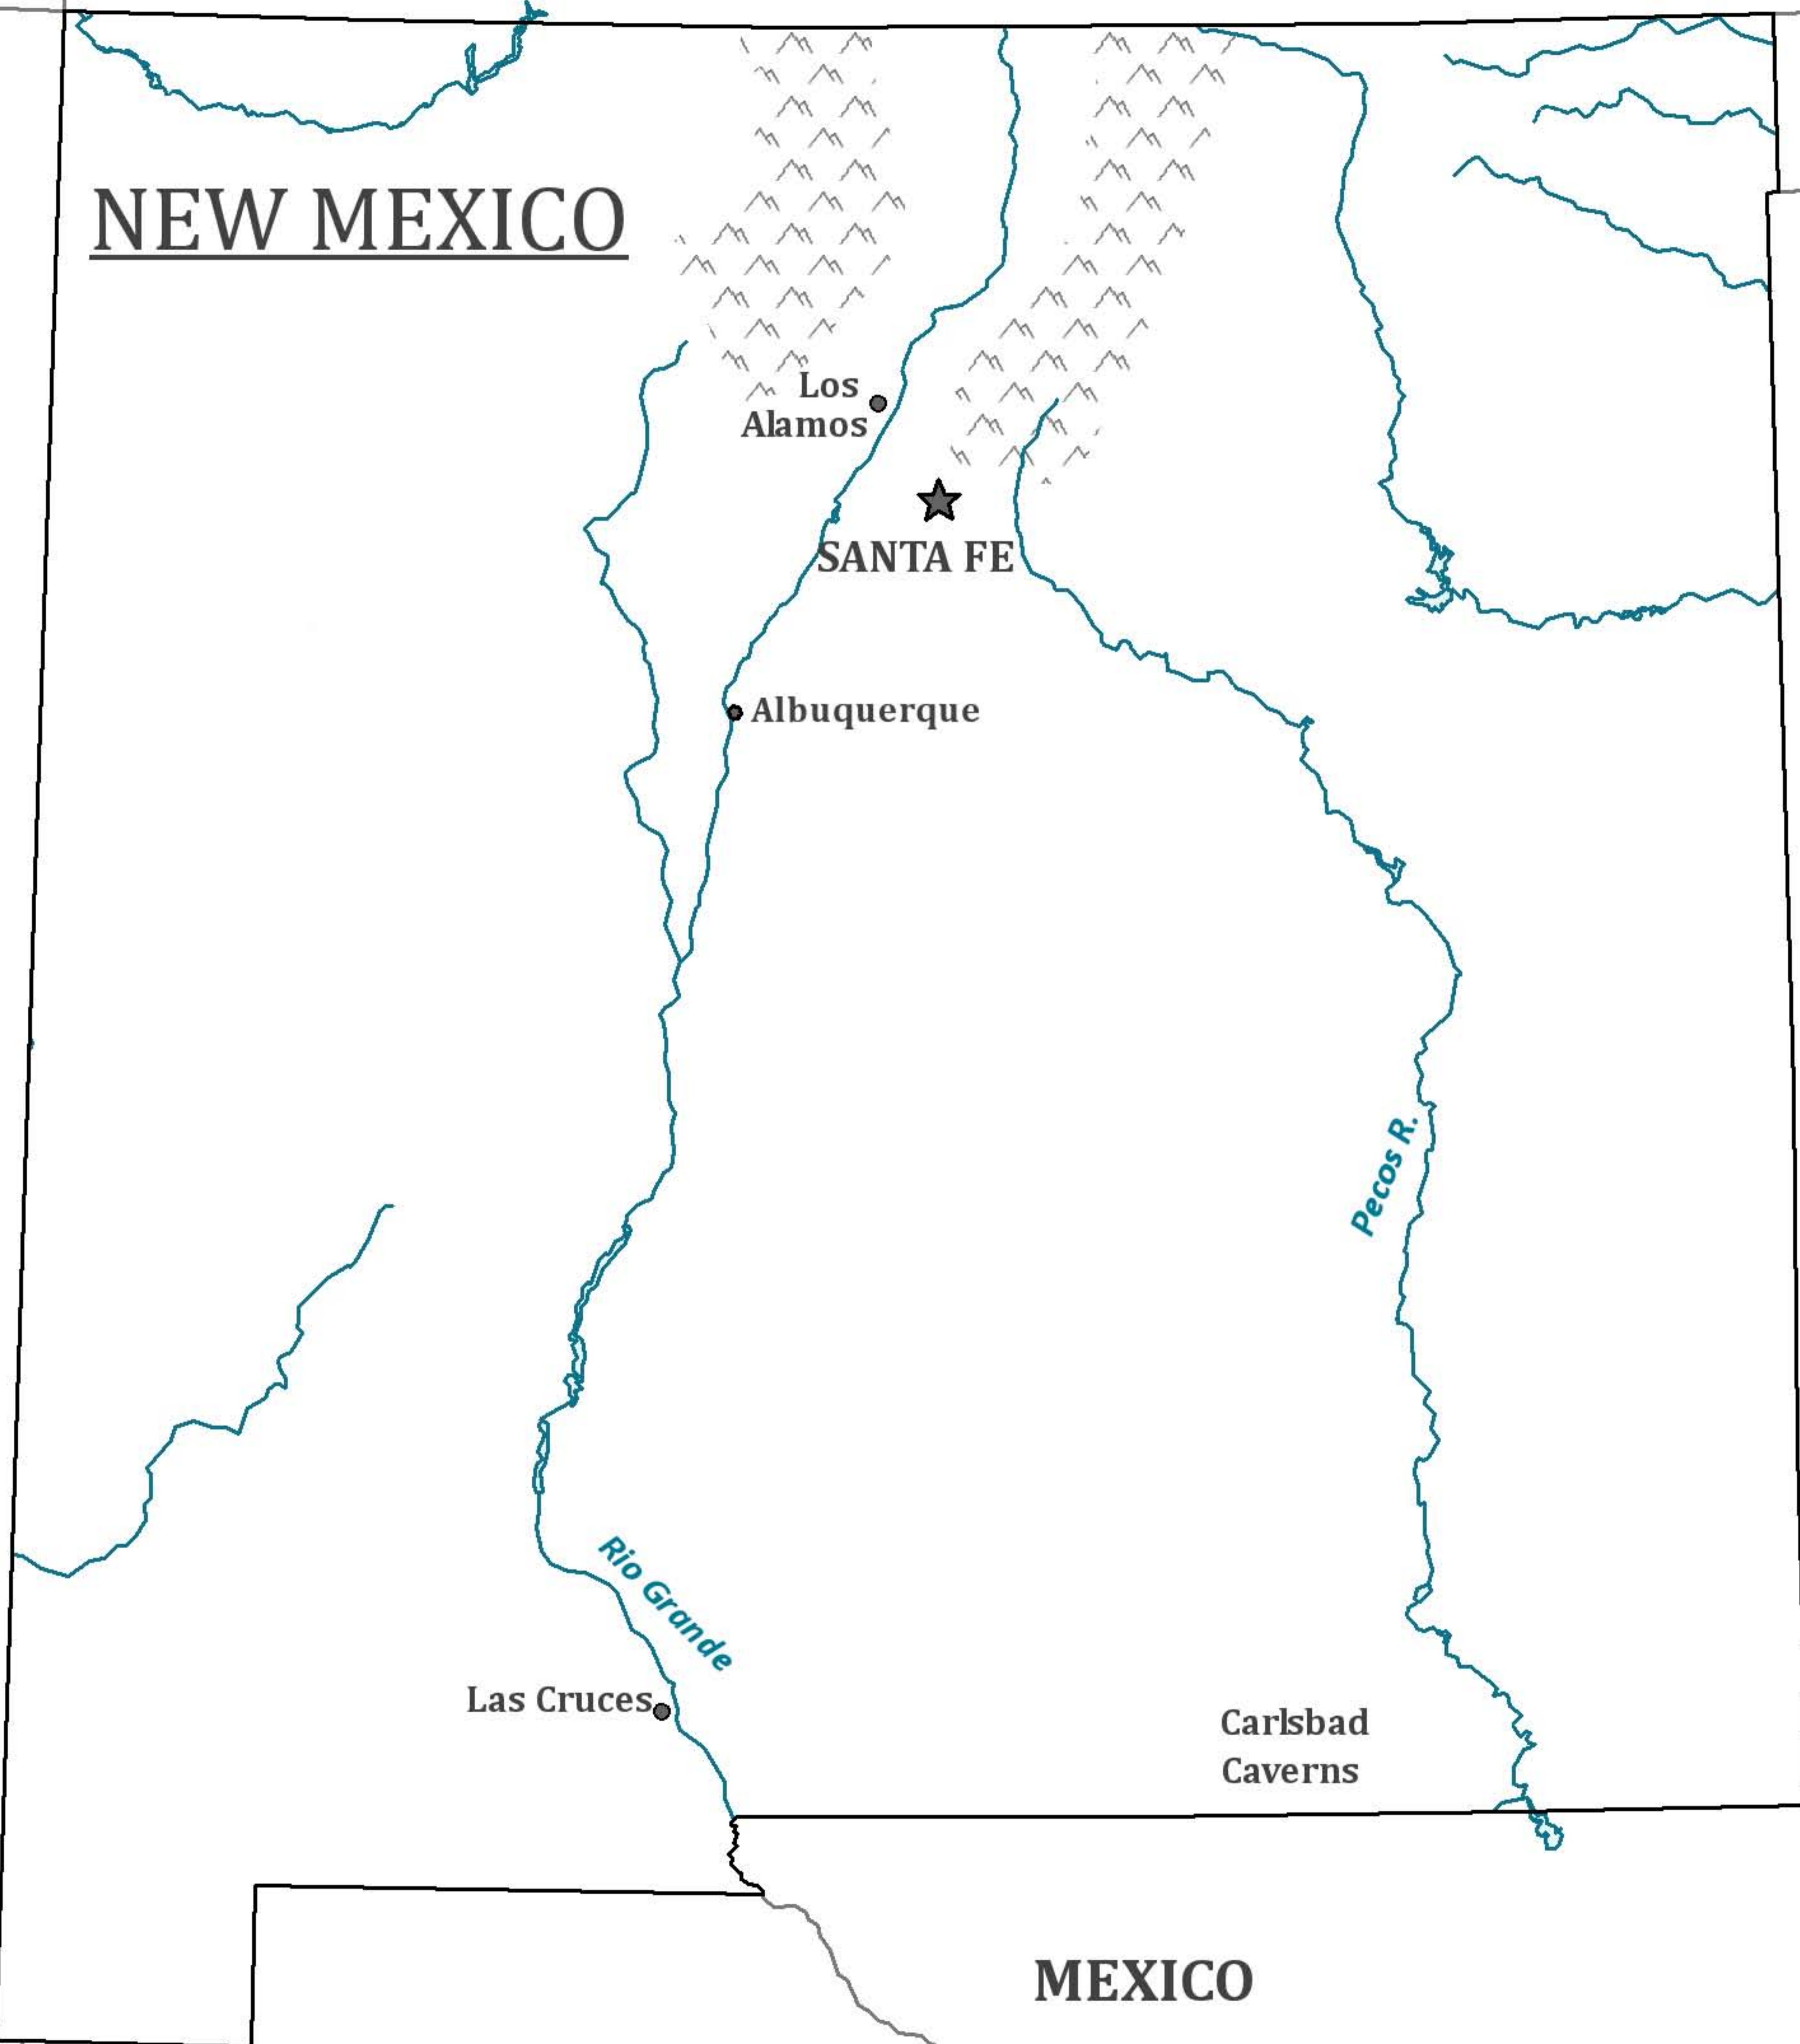 NEW MEXICO
Los
Alamos
SANTA FE
Albuquerque
Pecos R.
Rio Grande
Las Cruces
Carlsbad
Caverns
MEXICO